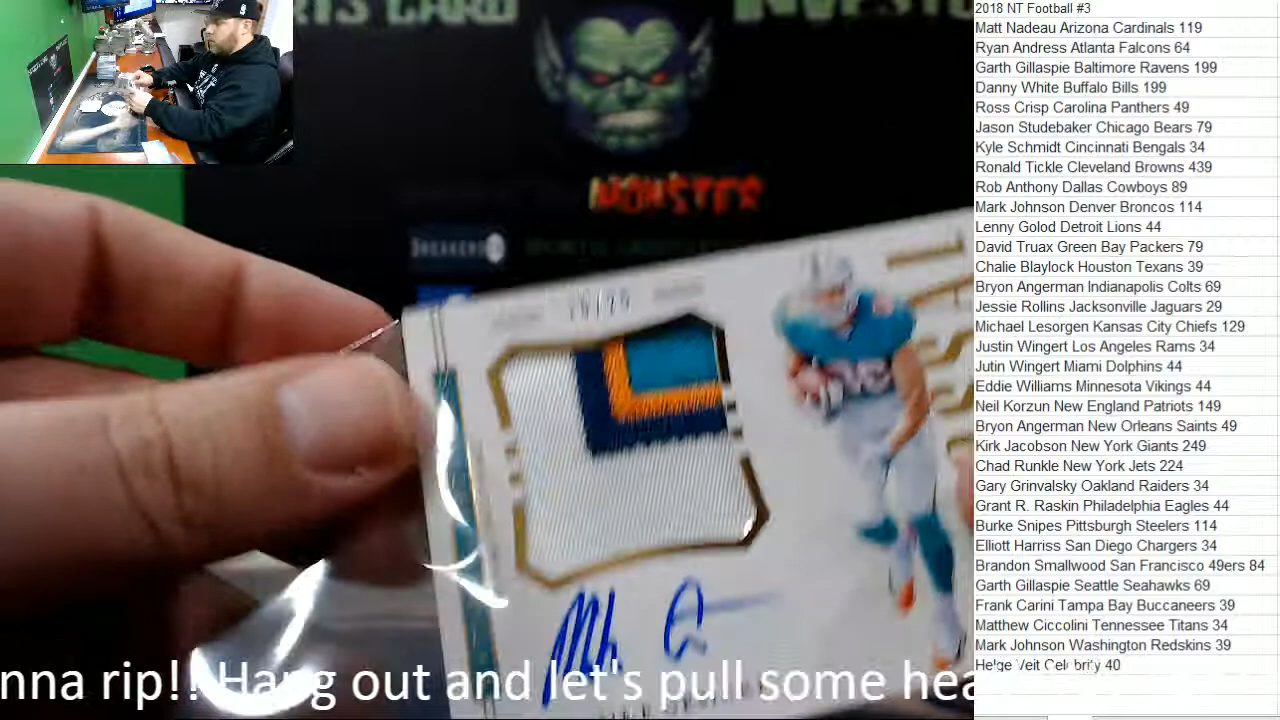 RTS CARD INVESTO
MONSTER
2018 NT Football #3
Matt Nadeau Arizona Cardinals 119
Ryan Andress Atlanta Falcons 64
Garth Gillaspie Baltimore Ravens 199
Danny White Buffalo Bills 199
Ross Crisp Carolina Panthers 49
Jason Studebaker Chicago Bears 79
Kyle Schmidt Cincinnati Bengals 34
Ronald Tickle Cleveland Browns 439
Rob Anthony Dallas Cowboys 89
Mark Johnson Denver Broncos 114
Lenny Golod Detroit Lions 44
David Truax Green Bay Packers 79
Chalie Blaylock Houston Texans 39
Bryon Angerman Indianapolis Colts 69
Jessie Rollins Jacksonville Jaguars 29
Michael Lesorgen Kansas City Chiefs 129
Justin Wingert Los Angeles Rams 34
Jutin Wingert Miami Dolphins 44
Eddie Williams Minnesota Vikings 44
Neil Korzun New England Patriots 149
Bryon Angerman New Orleans Saints 49
Kirk Jacobson New York Giants 249
Chad Runkle New York Jets 224
Gary Grinvalsky Oakland Raiders 34
Grant R. Raskin Philadelphia Eagles 44
Burke Snipes Pittsburgh Steelers 114
Elliott Harriss San Diego Chargers 34
Brandon Smallwood San Francisco 49ers 84
Garth Gillaspie Seattle Seahawks 69
Frank Carini Tampa Bay Buccaneers 39
Matthew Ciccolini Tennessee Titans 34
Mark Johnson Washington Redskins 39
Helge Veit Celebrity 40
nna rip!! Hang out and let's pull some hea